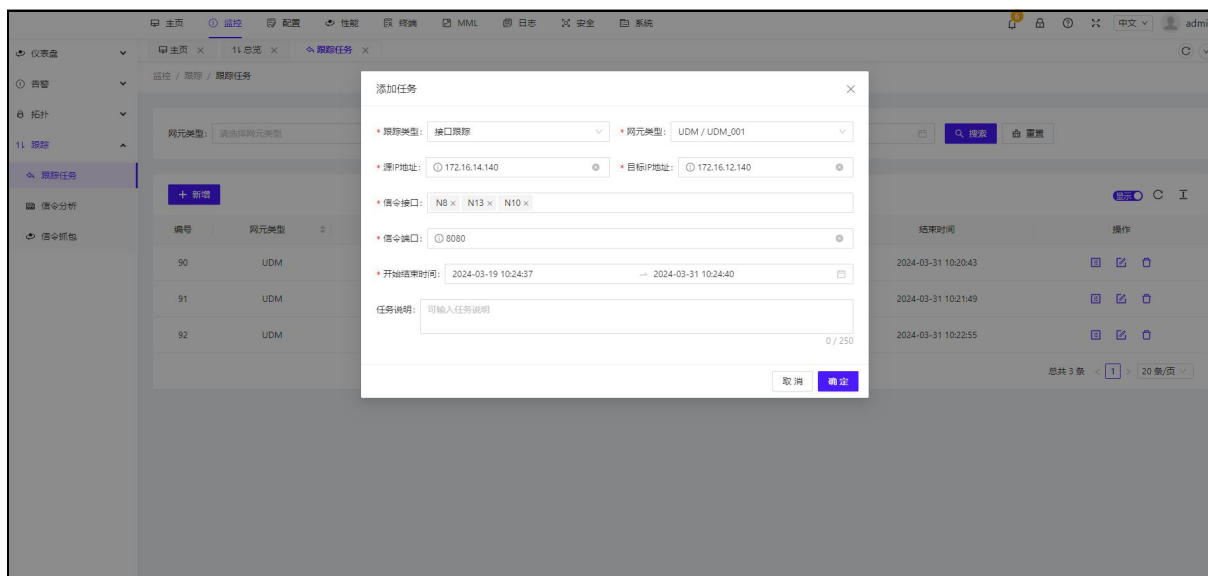 主页 监控 配置 性能 终端 MML 日志 安全 系统 6 中文 admi
仪表盘 主页 × 总览 × 跟踪任务 ×
告警 监控 / 跟踪 / 跟踪任务
拓扑
跟踪
跟踪任务
信令分析
信令抓包
网元类型: 请选择网元类型 搜索 重置
+ 新增 显示
编号 网元类型 结束时间 操作
90 UDM 2024-03-31 10:20:43
91 UDM 2024-03-31 10:21:49
92 UDM 2024-03-31 10:22:55
总共 3 条 < 1 > 20 条/页
添加任务 ×
* 跟踪类型: 接口跟踪 * 网元类型: UDM / UDM_001
* 源IP地址: 172.16.14.140 * 目标IP地址: 172.16.12.140
* 信令接口: N8 × N13 × N10 ×
* 信令端口: 8080
* 开始结束时间: 2024-03-19 10:24:37 → 2024-03-31 10:24:40
任务说明: 可输入任务说明
0 / 250
取消 确定